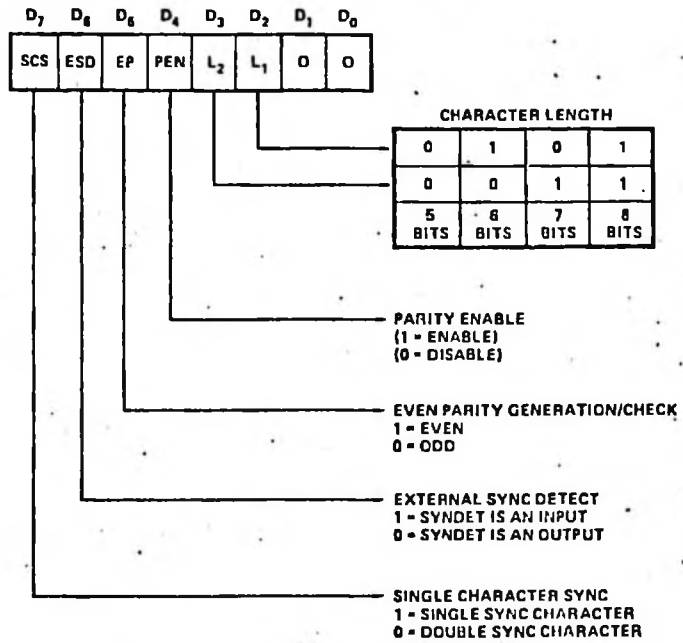 D7 D6 D5 D4 D3 D2 D1 D0
SCS ESD EP PEN L2 L1 0 0
CHARACTER LENGTH
0 1 0 1
0 0 1 1
5 BITS 6 BITS 7 BITS 8 BITS
PARITY ENABLE
(1 = ENABLE)
(0 = DISABLE)
EVEN PARITY GENERATION/CHECK
1 = EVEN
0 = ODD
EXTERNAL SYNC DETECT
1 = SYNDET IS AN INPUT
0 = SYNDET IS AN OUTPUT
SINGLE CHARACTER SYNC
1 = SINGLE SYNC CHARACTER
0 = DOUBLE SYNC CHARACTER